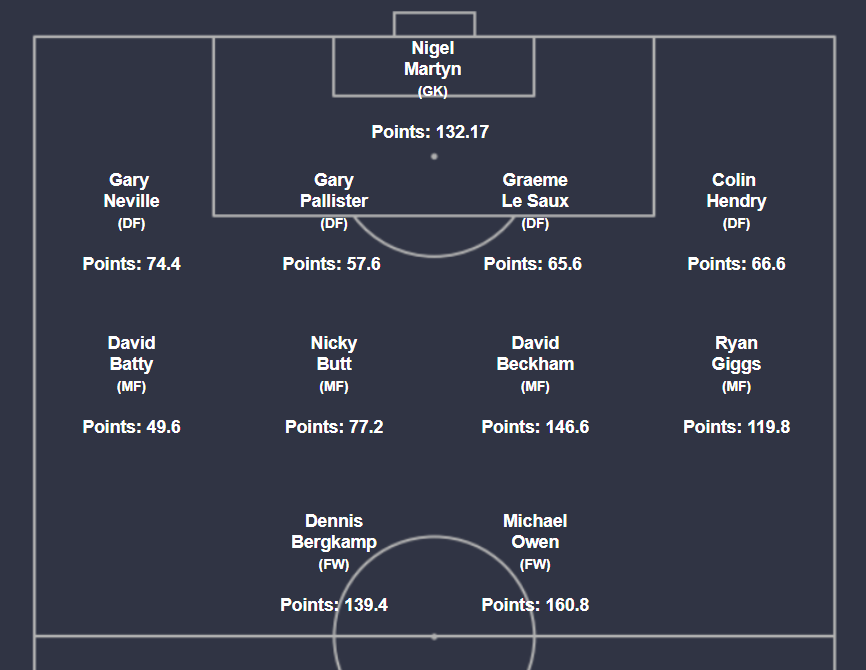 Nigel
Martyn
(GK)
Points: 132.17
Gary
Neville
(DF)
Points: 74.4
Gary
Pallister
(DF)
Points: 57.6
Graeme
Le Saux
(DF)
Points: 65.6
Colin
Hendry
(DF)
Points: 66.6
David
Batty
(MF)
Points: 49.6
Nicky
Butt
(MF)
Points: 77.2
David
Beckham
(MF)
Points: 146.6
Ryan
Giggs
(MF)
Points: 119.8
Dennis
Bergkamp
(FW)
Points: 139.4
Michael
Owen
(FW)
Points: 160.8